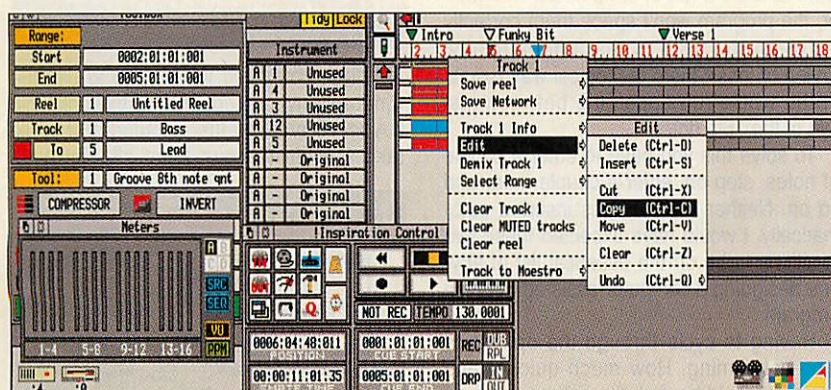 Toolbox
Range:
Start 0002:01:01:001
End 0005:01:01:001
Reel 1 Untitled Reel
Track 1 Bass
To 5 Lead
Tool: 1 Groove 8th note qnt
COMPRESSOR INVERT
Meters
A B
C D
SRC
SEQ
VU
PPM
1-4 5-8 9-12 13-16
Tidy Lock
Instrument
A 1 Unused
A 4 Unused
A 3 Unused
A 12 Unused
A 5 Unused
A - Original
A - Original
A - Original
A - Original
!Inspiration Control
Q
NOT REC TEMPO 130.0001
0006:04:48:011 POSITION
0001:01:01:001 CUE START
REC DUB RPL
00:00:11:01:35
0005:01:01:001 CUE END
DRP IN OUT
Intro Funky Bit Verse 1
2 3 4 5 6 7 8 9 10 11 12 13 14 15 16 17 18
Track 1
Save reel
Save Network
Track 1 Info
Edit
Demix Track 1
Select Range
Clear Track 1
Clear MUTED tracks
Clear reel
Track to Maestro
Edit
Delete (Ctrl-D)
Insert (Ctrl-S)
Cut (Ctrl-X)
Copy (Ctrl-C)
Move (Ctrl-V)
Clear (Ctrl-Z)
Undo (Ctrl-Q)
:4 :0